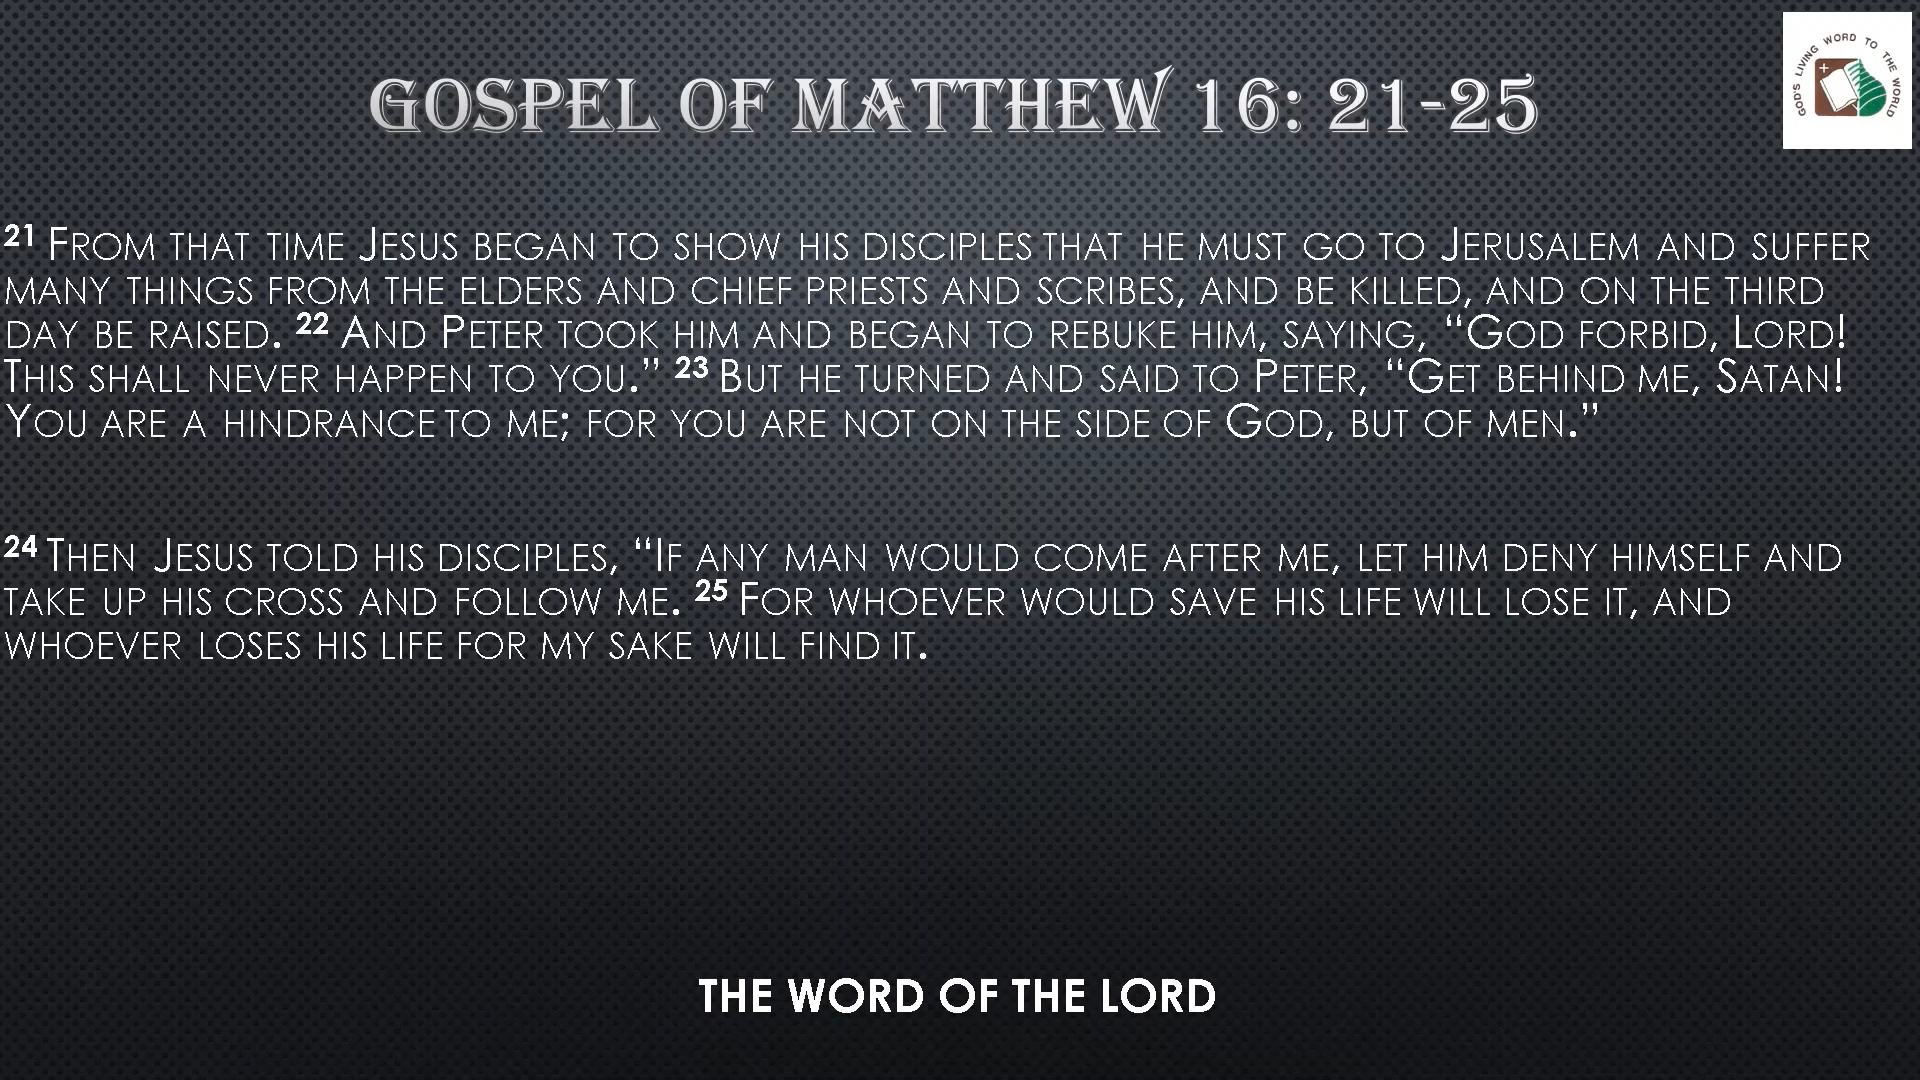 GOD'S LIVING WORD TO THE WORLD
GOSPEL OF MATTHEW 16: 21-25
21 FROM THAT TIME JESUS BEGAN TO SHOW HIS DISCIPLES THAT HE MUST GO TO JERUSALEM AND SUFFER
MANY THINGS FROM THE ELDERS AND CHIEF PRIESTS AND SCRIBES, AND BE KILLED, AND ON THE THIRD
DAY BE RAISED. 22 AND PETER TOOK HIM AND BEGAN TO REBUKE HIM, SAYING, “GOD FORBID, LORD!
THIS SHALL NEVER HAPPEN TO YOU.” 23 BUT HE TURNED AND SAID TO PETER, “GET BEHIND ME, SATAN!
YOU ARE A HINDRANCE TO ME; FOR YOU ARE NOT ON THE SIDE OF GOD, BUT OF MEN.”
24 THEN JESUS TOLD HIS DISCIPLES, “IF ANY MAN WOULD COME AFTER ME, LET HIM DENY HIMSELF AND
TAKE UP HIS CROSS AND FOLLOW ME. 25 FOR WHOEVER WOULD SAVE HIS LIFE WILL LOSE IT, AND
WHOEVER LOSES HIS LIFE FOR MY SAKE WILL FIND IT.
THE WORD OF THE LORD